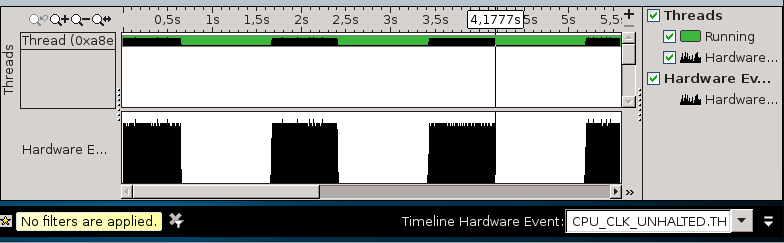 0,5s 1s 1,5s 2s 2,5s 3s 3,5s 4,1777s 5s 5,5s
Threads
Thread (0xa8e
Hardware E...
Threads
Running
Hardware...
Hardware Ev...
Hardware...
No filters are applied.
Timeline Hardware Event: CPU_CLK_UNHALTED.TH